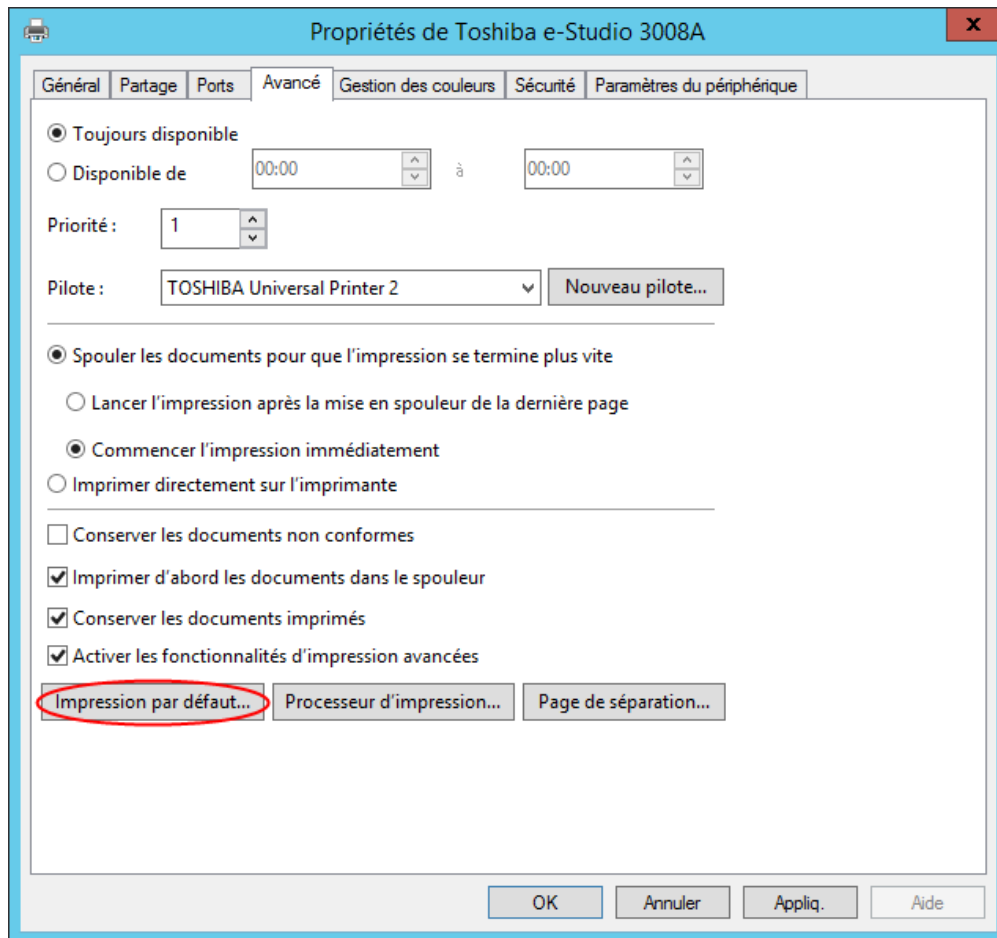 Propriétés de Toshiba e-Studio 3008A
x
Général Partage Ports Avancé Gestion des couleurs Sécurité Paramètres du périphérique
Toujours disponible
Disponible de 00:00 à 00:00
Priorité : 1
Pilote : TOSHIBA Universal Printer 2 Nouveau pilote...
Spouler les documents pour que l'impression se termine plus vite
Lancer l'impression après la mise en spouleur de la dernière page
Commencer l'impression immédiatement
Imprimer directement sur l'imprimante
Conserver les documents non conformes
Imprimer d'abord les documents dans le spouleur
Conserver les documents imprimés
Activer les fonctionnalités d'impression avancées
Impression par défaut... Processeur d'impression... Page de séparation...
OK Annuler Appliq. Aide